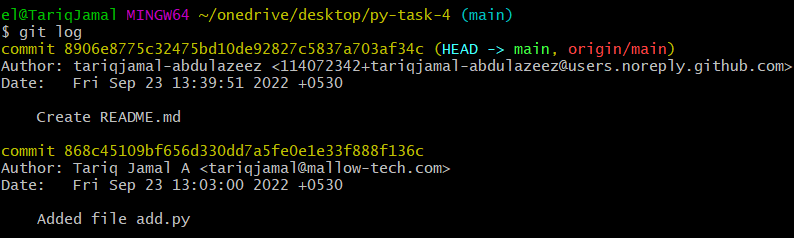 el@TariqJamal MINGW64 ~/onedrive/desktop/py-task-4 (main)
$ git log
commit 8906e8775c32475bd10de92827c5837a703af34c (HEAD -> main, origin/main)
Author: tariqjamal-abdulazeez <114072342+tariqjamal-abdulazeez@users.noreply.github.com>
Date:   Fri Sep 23 13:39:51 2022 +0530
Create README.md
commit 868c45109bf656d330dd7a5fe0e1e33f888f136c
Author: Tariq Jamal A <tariqjamal@mallow-tech.com>
Date:   Fri Sep 23 13:03:00 2022 +0530
Added file add.py